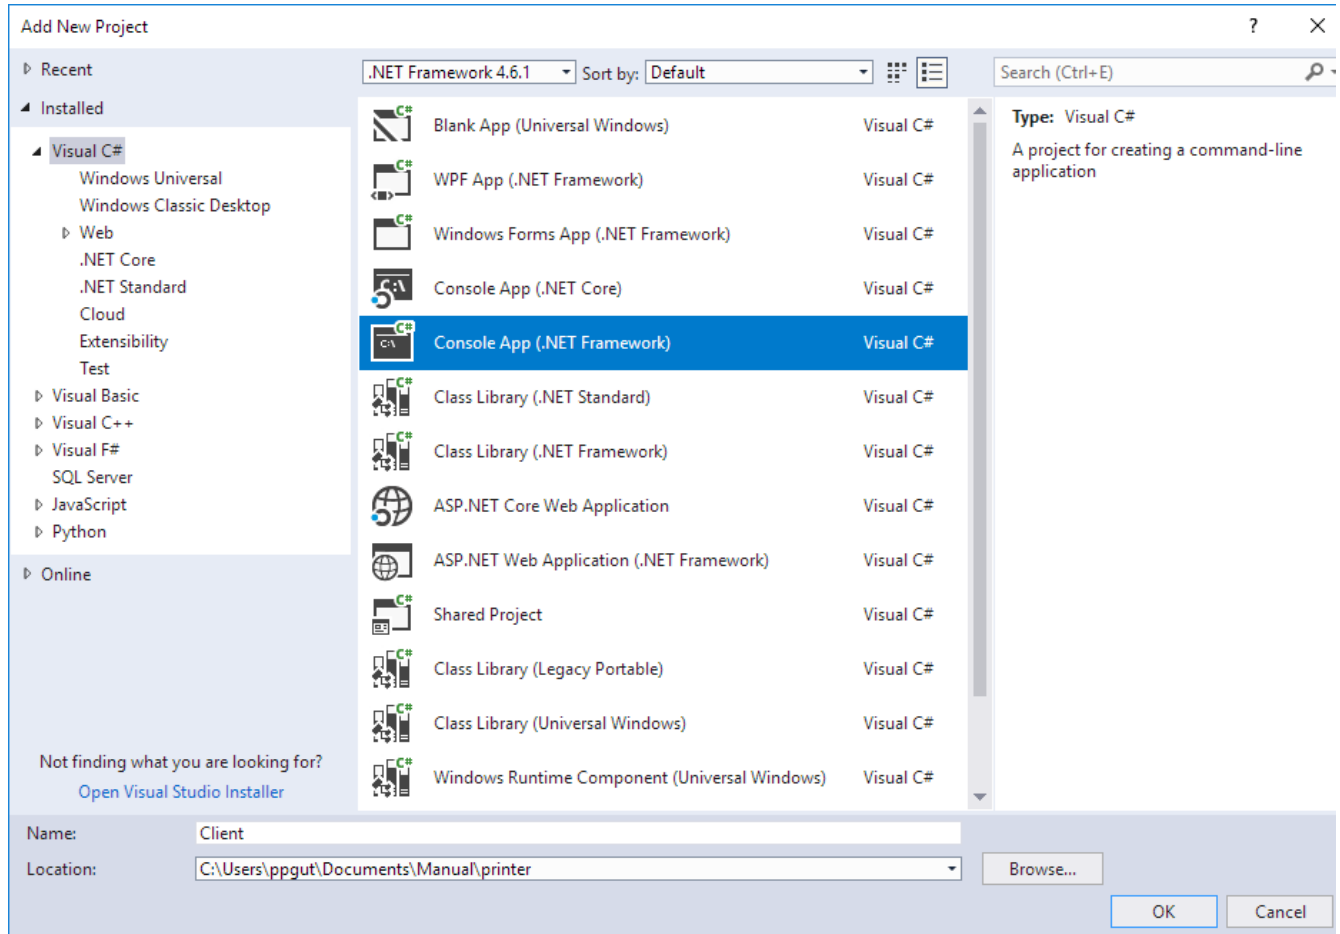 Add New Project
?
Recent
.NET Framework 4.6.1
Sort by:
Default
Search (Ctrl+E)
Installed
Visual C#
Windows Universal
Windows Classic Desktop
Web
.NET Core
.NET Standard
Cloud
Extensibility
Test
Visual Basic
Visual C++
Visual F#
SQL Server
JavaScript
Python
Online
Not finding what you are looking for?
Open Visual Studio Installer
Blank App (Universal Windows) Visual C#
WPF App (.NET Framework) Visual C#
Windows Forms App (.NET Framework) Visual C#
Console App (.NET Core) Visual C#
Console App (.NET Framework) Visual C#
Class Library (.NET Standard) Visual C#
Class Library (.NET Framework) Visual C#
ASP.NET Core Web Application Visual C#
ASP.NET Web Application (.NET Framework) Visual C#
Shared Project Visual C#
Class Library (Legacy Portable) Visual C#
Class Library (Universal Windows) Visual C#
Windows Runtime Component (Universal Windows) Visual C#
Type: Visual C#
A project for creating a command-line
application
Name: Client
Location: C:\Users\ppgut\Documents\Manual\printer
Browse...
OK
Cancel